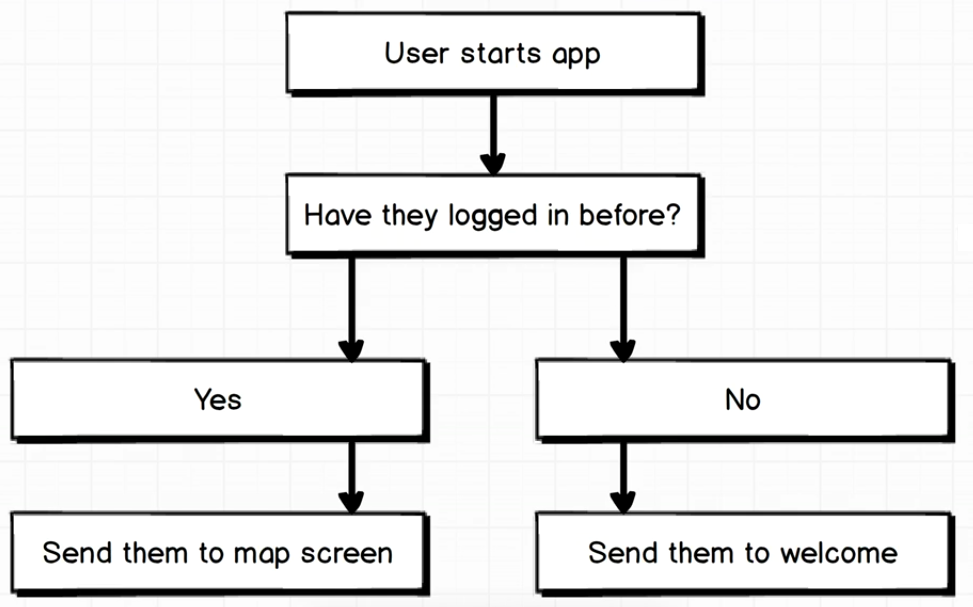 User starts app
Have they logged in before?
Yes
No
Send them to map screen
Send them to welcome